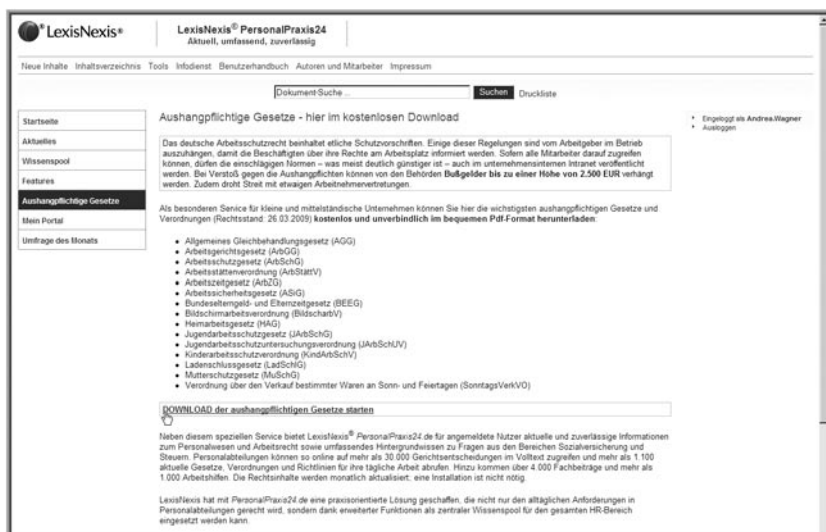 LexisNexis®
LexisNexis® PersonalPraxis24
Aktuell, umfassend, zuverlässig
Neue Inhalte Inhaltsverzeichnis Tools Infodienst Benutzerhandbuch Autoren und Mitarbeiter Impressum
Dokument-Suche ... Suchen Druckliste
Startseite
Aktuelles
Wissenspool
Features
Aushangpflichtige Gesetze
Mein Portal
Umfrage des Monats
Aushangpflichtige Gesetze - hier im kostenlosen Download
Das deutsche Arbeitsschutzrecht beinhaltet etliche Schutzvorschriften. Einige dieser Regelungen sind vom Arbeitgeber im Betrieb
auszuhängen, damit die Beschäftigten über ihre Rechte am Arbeitsplatz informiert werden. Sofern alle Mitarbeiter darauf zugreifen
können, dürfen die einschlägigen Normen – was meist deutlich günstiger ist – auch im unternehmensinternen Intranet veröffentlicht
werden. Bei Verstoß gegen die Aushangpflichten können von den Behörden Bußgelder bis zu einer Höhe von 2.500 EUR verhängt
werden. Zudem droht Streit mit etwaigen Arbeitnehmervertretungen.
Als besonderen Service für kleine und mittelständische Unternehmen können Sie hier die wichtigsten aushangpflichtigen Gesetze und
Verordnungen (Rechtsstand: 26.03.2009) kostenlos und unverbindlich im bequemen Pdf-Format herunterladen:
• Allgemeines Gleichbehandlungsgesetz (AGG)
• Arbeitsgerichtsgesetz (ArbGG)
• Arbeitsschutzgesetz (ArbSchG)
• Arbeitsstättenverordnung (ArbStättV)
• Arbeitszeitgesetz (ArbZG)
• Arbeitssicherheitsgesetz (ASiG)
• Bundeselterngeld- und Elternzeitgesetz (BEEG)
• Bildschirmarbeitsverordnung (BildscharbV)
• Heimarbeitsgesetz (HAG)
• Jugendarbeitsschutzgesetz (JArbSchG)
• Jugendarbeitsschutzuntersuchungsverordnung (JArbSchUV)
• Kinderarbeitsschutzverordnung (KindArbSchV)
• Ladenschlussgesetz (LadSchlG)
• Mutterschutzgesetz (MuSchG)
• Verordnung über den Verkauf bestimmter Waren an Sonn- und Feiertagen (SonntagsVerkVO)
DOWNLOAD der aushangpflichtigen Gesetze starten
Neben diesem speziellen Service bietet LexisNexis® PersonalPraxis24.de für angemeldete Nutzer aktuelle und zuverlässige Informationen
zum Personalwesen und Arbeitsrecht sowie umfassendes Hintergrundwissen zu Fragen aus den Bereichen Sozialversicherung und
Steuern. Personalabteilungen können so online auf mehr als 30.000 Gerichtsentscheidungen im Volltext zugreifen und mehr als 1.100
aktuelle Gesetze, Verordnungen und Richtlinien für ihre tägliche Arbeit abrufen. Hinzu kommen über 4.000 Fachbeiträge und mehr als
1.000 Arbeitshilfen. Die Rechtsinhalte werden monatlich aktualisiert; eine Installation ist nicht nötig.
LexisNexis hat mit PersonalPraxis24.de eine praxisorientierte Lösung geschaffen, die nicht nur den alltäglichen Anforderungen in
Personalabteilungen gerecht wird, sondern dank erweiterter Funktionen als zentraler Wissenspool für den gesamten HR-Bereich
eingesetzt werden kann.
Eingeloggt als Andrea.Wagner
Ausloggen